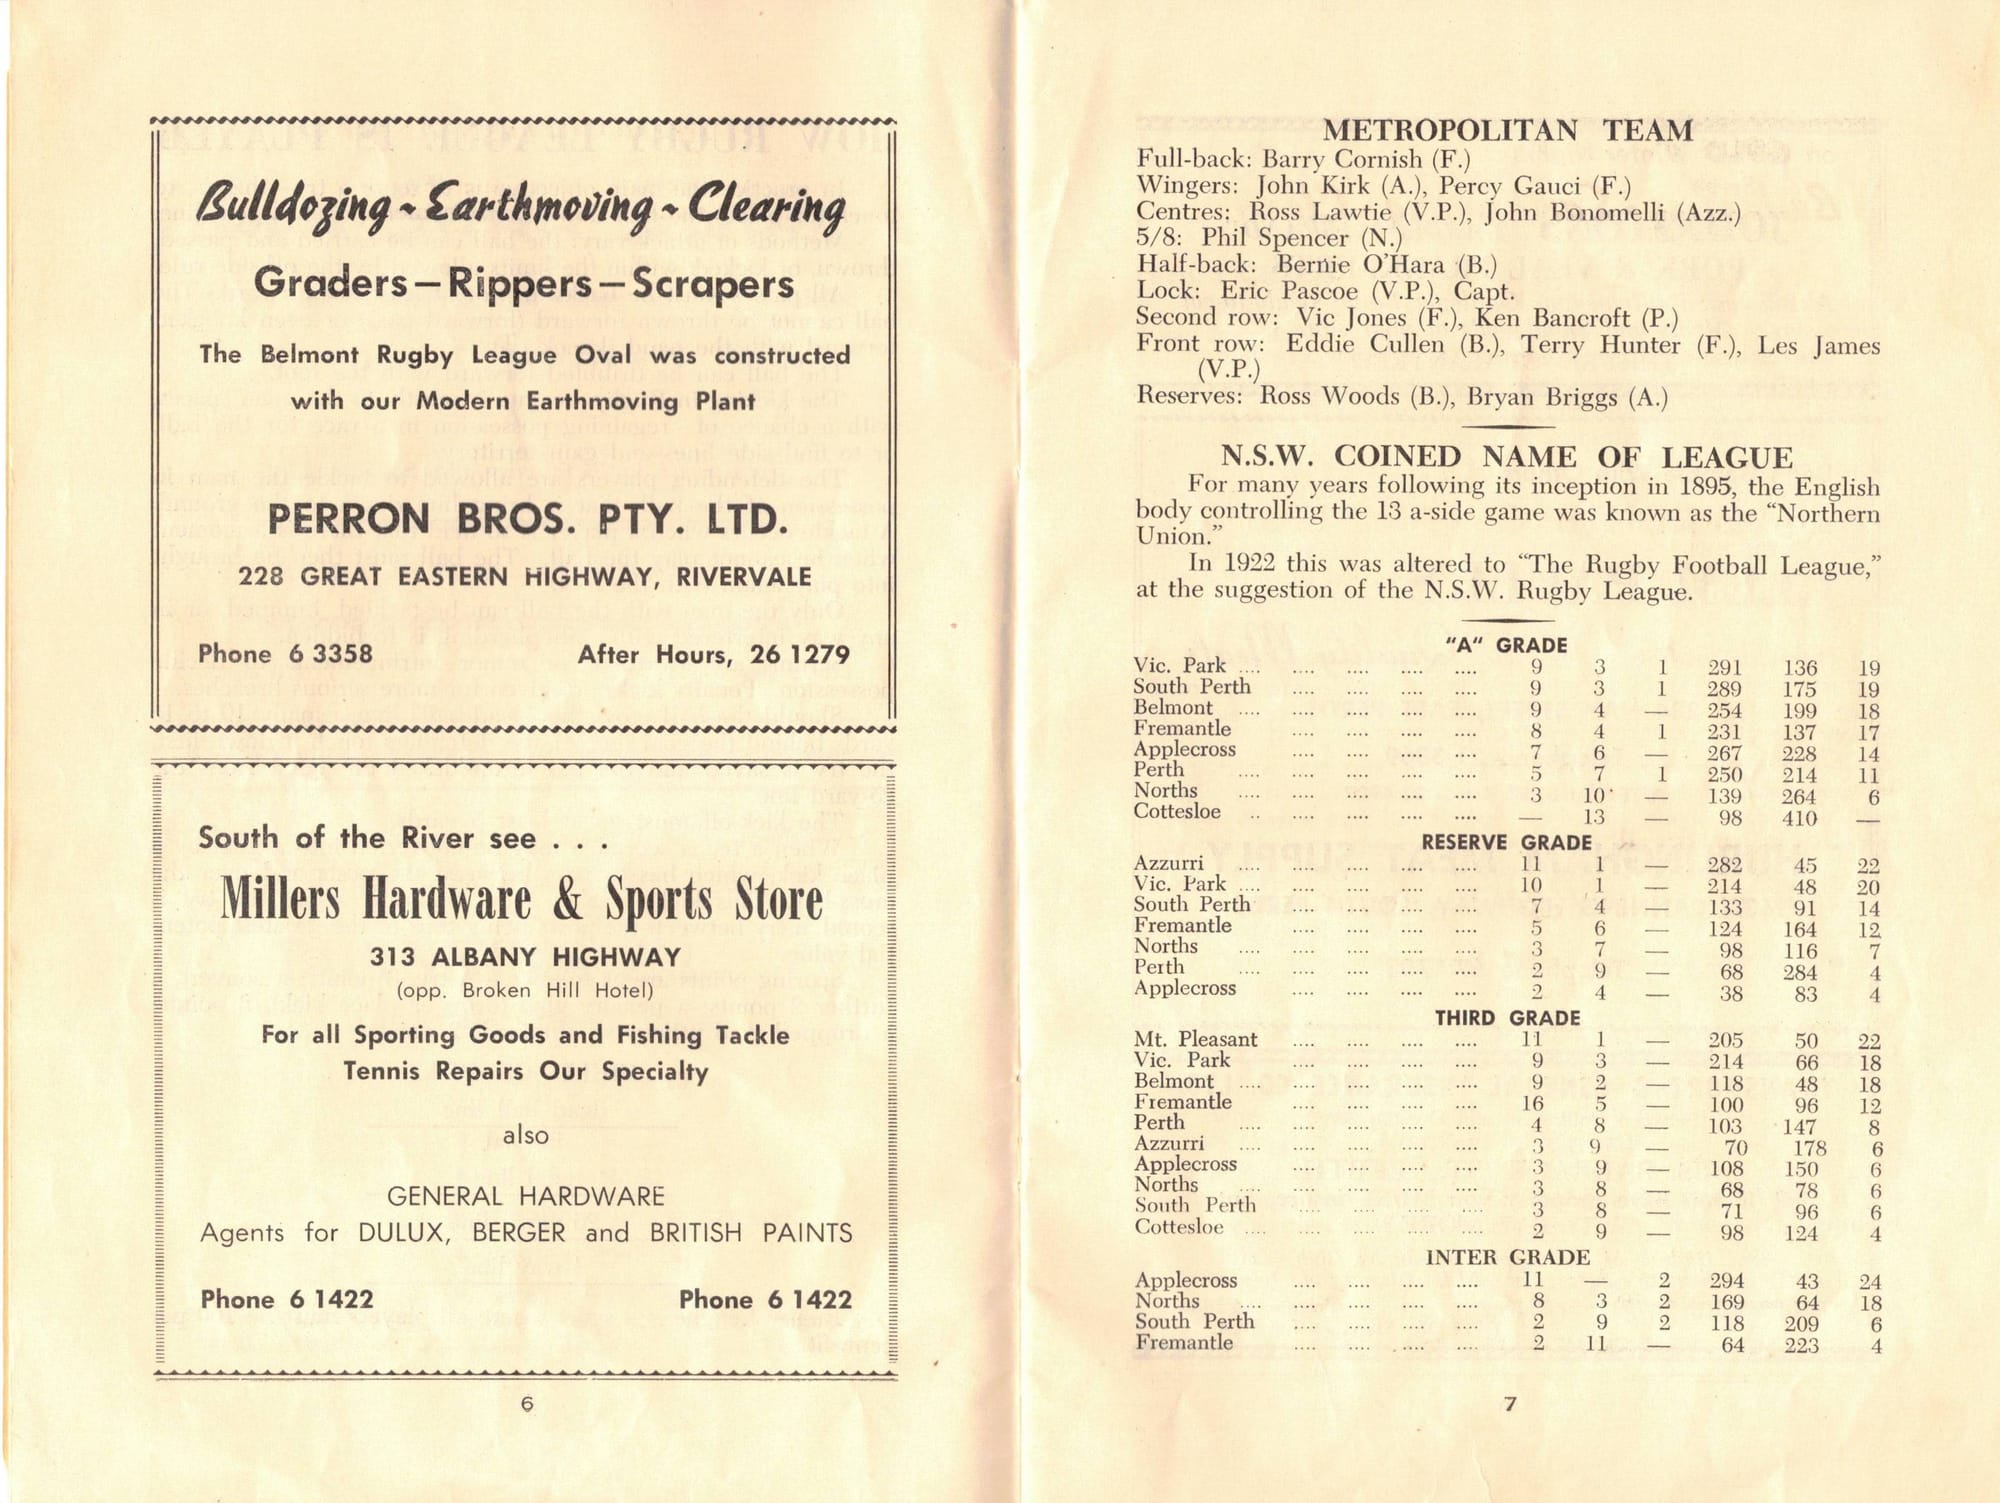 Bulldozing ~ Earthmoving ~ Clearing
Graders — Rippers — Scrapers
The Belmont Rugby League Oval was constructed
with our Modern Earthmoving Plant
PERRON BROS. PTY. LTD.
228 GREAT EASTERN HIGHWAY, RIVERVALE
Phone 6 3358 After Hours, 26 1279
South of the River see . . .
Millers Hardware & Sports Store
313 ALBANY HIGHWAY
(opp. Broken Hill Hotel)
For all Sporting Goods and Fishing Tackle
Tennis Repairs Our Specialty
also
GENERAL HARDWARE
Agents for DULUX, BERGER and BRITISH PAINTS
Phone 6 1422 Phone 6 1422
6
METROPOLITAN TEAM
Full-back: Barry Cornish (F.)
Wingers: John Kirk (A.), Percy Gauci (F.)
Centres: Ross Lawtie (V.P.), John Bonomelli (Azz.)
5/8: Phil Spencer (N.)
Half-back: Bernie O'Hara (B.)
Lock: Eric Pascoe (V.P.), Capt.
Second row: Vic Jones (F.), Ken Bancroft (P.)
Front row: Eddie Cullen (B.), Terry Hunter (F.), Les James
(V.P.)
Reserves: Ross Woods (B.), Bryan Briggs (A.)
N.S.W. COINED NAME OF LEAGUE
For many years following its inception in 1895, the English
body controlling the 13 a-side game was known as the "Northern
Union."
In 1922 this was altered to "The Rugby Football League,"
at the suggestion of the N.S.W. Rugby League.
"A" GRADE
Vic. Park .... .... .... .... .... 9 3 1 291 136 19
South Perth .... .... .... .... 9 3 1 289 175 19
Belmont .... .... .... .... .... 9 4 — 254 199 18
Fremantle .... .... .... .... 8 4 1 231 137 17
Applecross .... .... .... .... 7 6 — 267 228 14
Perth .... .... .... .... .... 5 7 1 250 214 11
Norths .... .... .... .... .... 3 10 — 139 264 6
Cottesloe .. .... .... .... .... — 13 — 98 410 —
RESERVE GRADE
Azzurri .... .... .... .... .... 11 1 — 282 45 22
Vic. Park .... .... .... .... .... 10 1 — 214 48 20
South Perth .... .... .... .... 7 4 — 133 91 14
Fremantle .... .... .... .... 5 6 — 124 164 12
Norths .... .... .... .... .... 3 7 — 98 116 7
Perth .... .... .... .... .... 2 9 — 68 284 4
Applecross .... .... .... .... 2 4 — 38 83 4
THIRD GRADE
Mt. Pleasant .... .... .... .... 11 1 — 205 50 22
Vic. Park .... .... .... .... 9 3 — 214 66 18
Belmont .... .... .... .... .... 9 2 — 118 48 18
Fremantle .... .... .... .... 16 5 — 100 96 12
Perth .... .... .... .... .... 4 8 — 103 147 8
Azzurri .... .... .... .... .... 3 9 — 70 178 6
Applecross .... .... .... .... 3 9 — 108 150 6
Norths .... .... .... .... .... 3 8 — 68 78 6
South Perth .... .... .... .... 3 8 — 71 96 6
Cottesloe .... .... .... .... .... 2 9 — 98 124 4
INTER GRADE
Applecross .... .... .... .... 11 — 2 294 43 24
Norths .... .... .... .... .... 8 3 2 169 64 18
South Perth .... .... .... .... 2 9 2 118 209 6
Fremantle .... .... .... .... 2 11 — 64 223 4
7